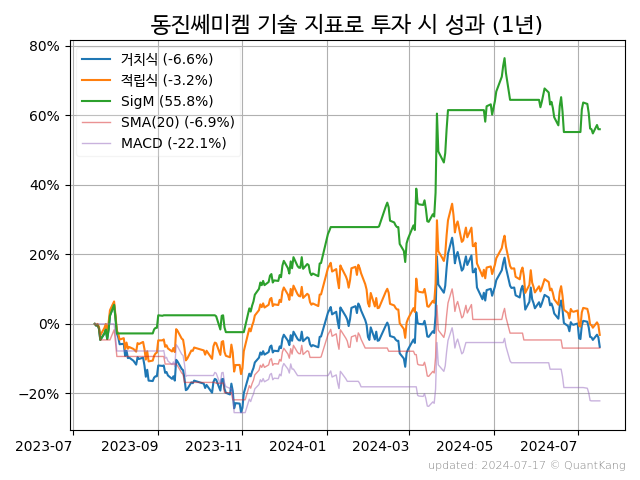 동진쎄미켐 기술 지표로 투자 시 성과 (1년)
80%
60%
40%
20%
0%
−20%
거치식 (-6.6%)
적립식 (-3.2%)
SigM (55.8%)
SMA(20) (-6.9%)
MACD (-22.1%)
2023-07 2023-09 2023-11 2024-01 2024-03 2024-05 2024-07
updated: 2024-07-17 © QuantKang